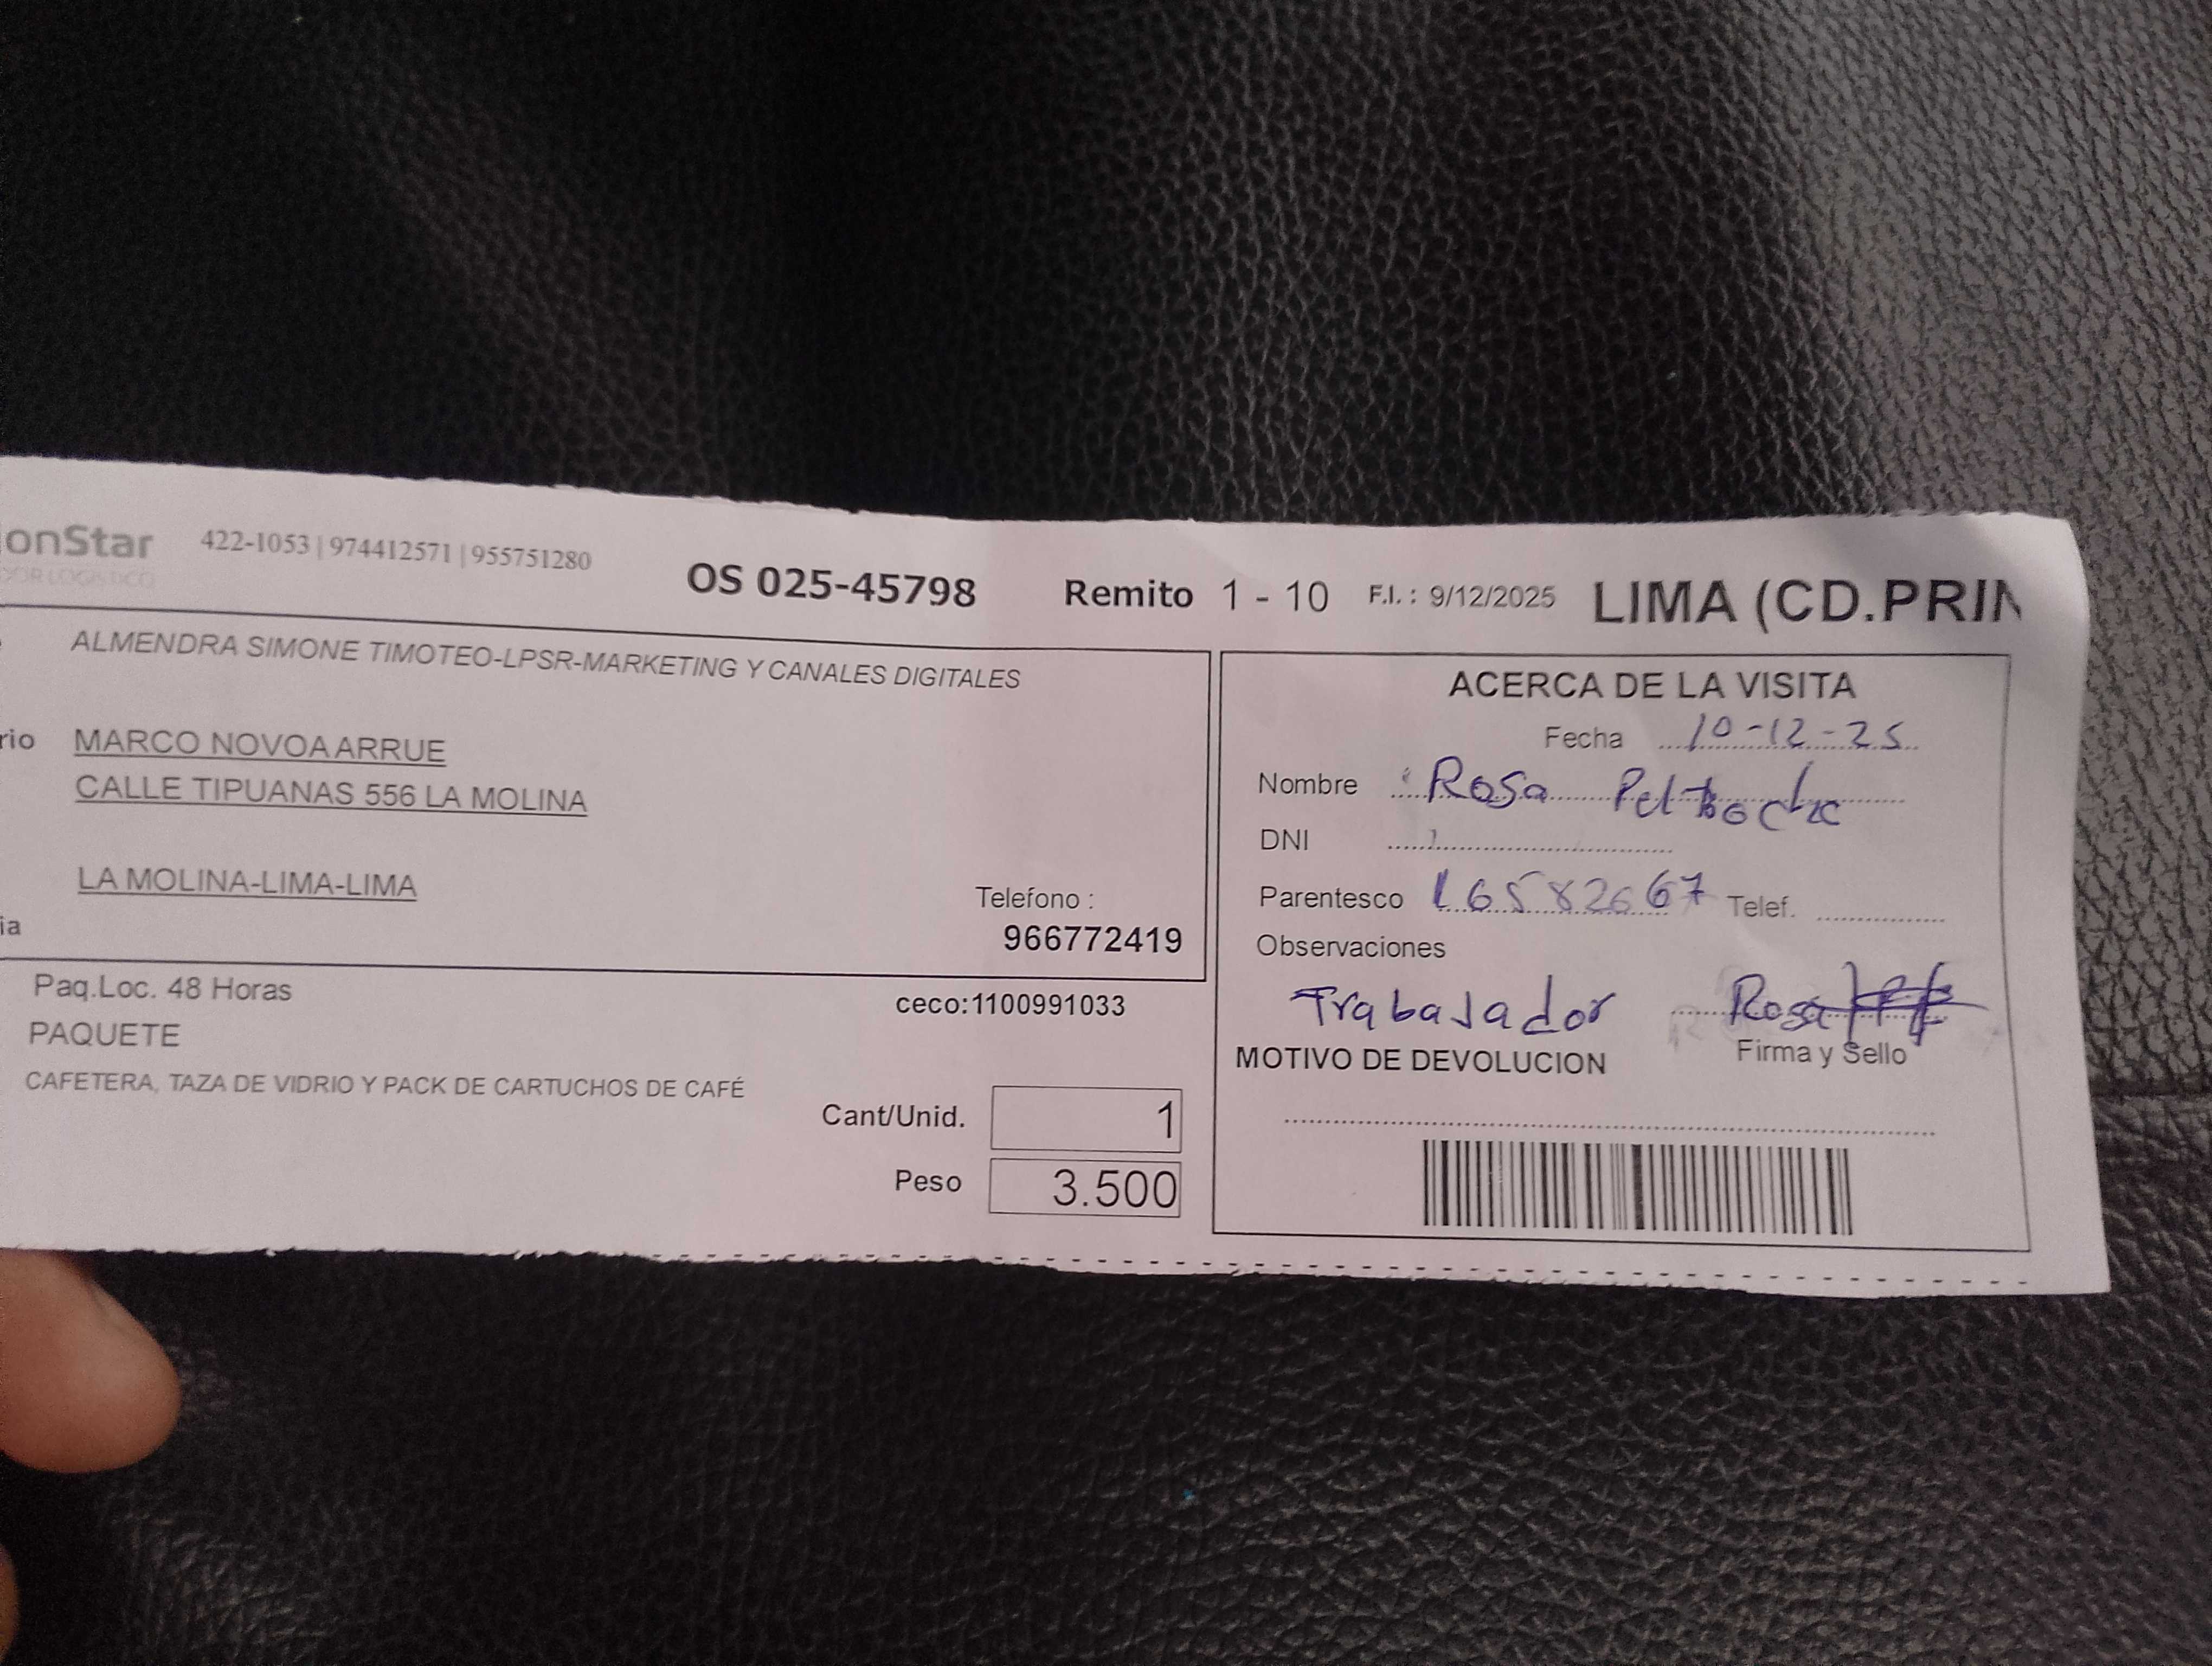 onStar 422-1053 | 974412571 | 955751280 OS 025-45798 Remito 1 - 10 F.I. : 9/12/2025 LIMA (CD.PRIN
DOR LOGISTICO
ALMENDRA SIMONE TIMOTEO-LPSR-MARKETING Y CANALES DIGITALES
rio MARCO NOVOA ARRUE
CALLE TIPUANAS 556 LA MOLINA
LA MOLINA-LIMA-LIMA
Telefono :
ia 966772419
Paq.Loc. 48 Horas ceco:1100991033
PAQUETE
CAFETERA, TAZA DE VIDRIO Y PACK DE CARTUCHOS DE CAFÉ
Cant/Unid. 1
Peso 3.500
ACERCA DE LA VISITA
Fecha 10-12-25
Nombre Rosa
DNI
Parentesco 16582667 Telef.
Observaciones
Trabajador Rosa
MOTIVO DE DEVOLUCION Firma y Sello